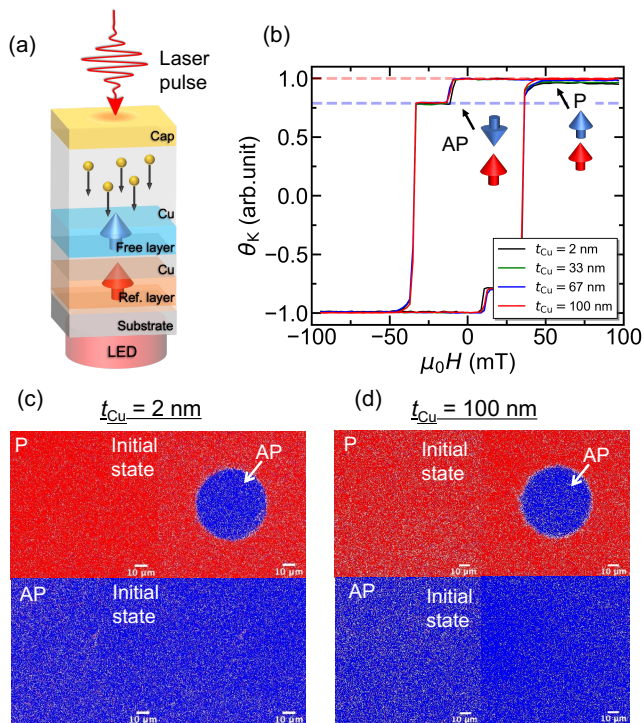 (a)
Laser
pulse
Cap
Cu
Free layer
Cu
Ref. layer
Substrate
LED
(b)
θK (arb.unit)
1.0
0.75
0.0
−0.75
−1.0
P
AP
tCu = 2 nm
tCu = 33 nm
tCu = 67 nm
tCu = 100 nm
−100
−50
0
50
100
μ0H (mT)
(c)
tCu = 2 nm
P
Initial
state
AP
10 μm
10 μm
AP
Initial
state
10 μm
10 μm
(d)
tCu = 100 nm
P
Initial
state
AP
10 μm
10 μm
AP
Initial
state
10 μm
10 μm